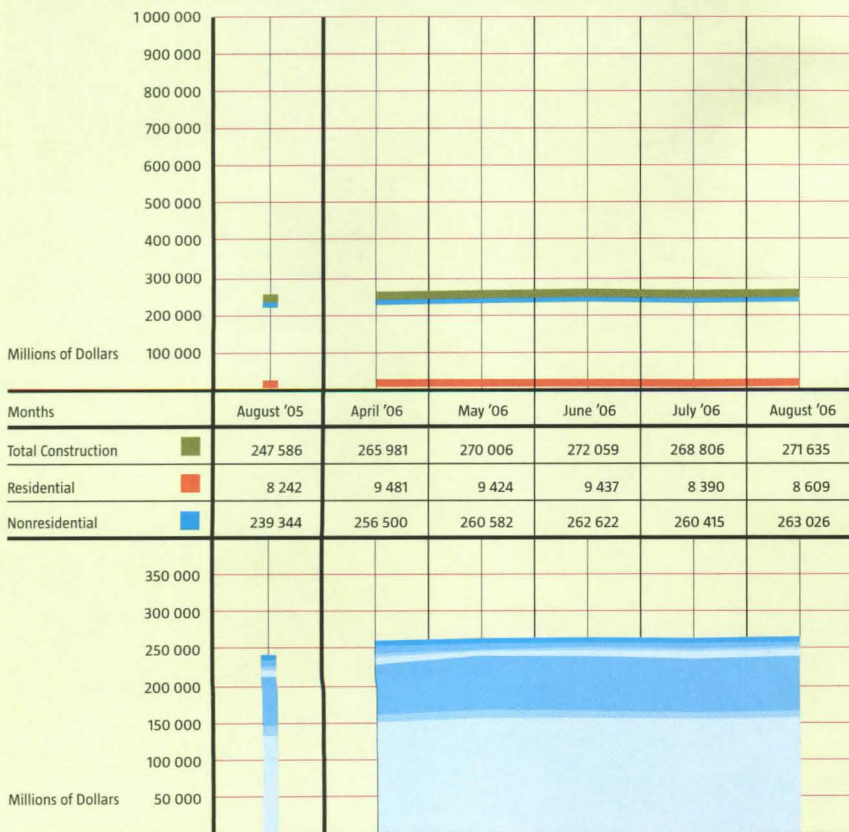 1 000 000
900 000
800 000
700 000
600 000
500 000
400 000
300 000
200 000
Millions of Dollars 100 000
Months August '05 April '06 May '06 June '06 July '06 August '06
Total Construction 247 586 265 981 270 006 272 059 268 806 271 635
Residential 8 242 9 481 9 424 9 437 8 390 8 609
Nonresidential 239 344 256 500 260 582 262 622 260 415 263 026
350 000
300 000
250 000
200 000
150 000
100 000
Millions of Dollars 50 000